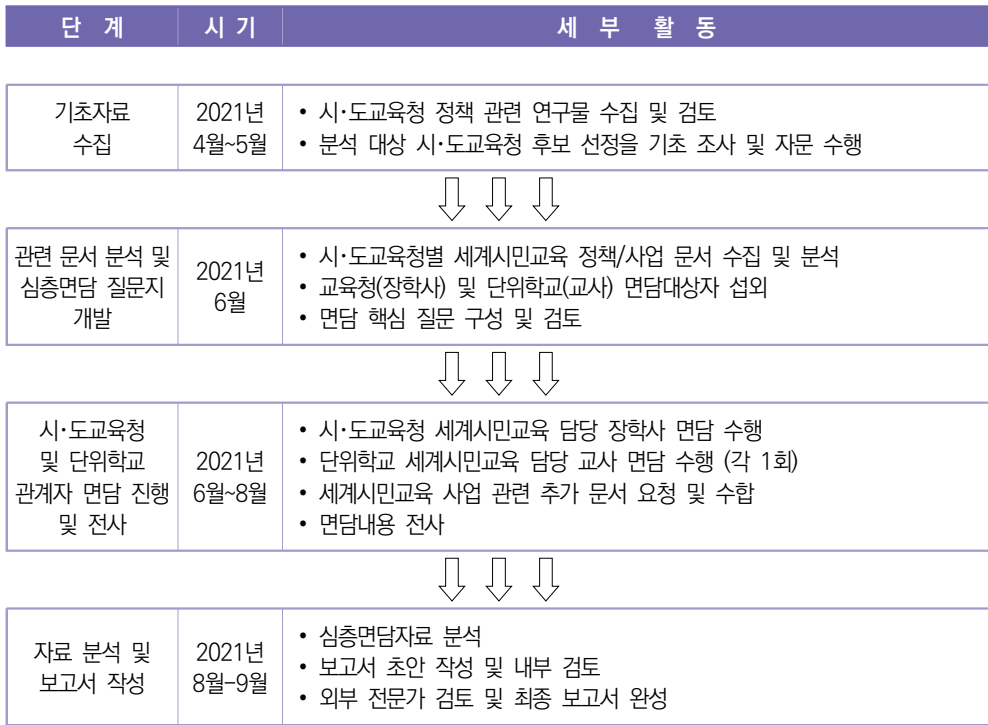 단 계 시 기 세 부 활 동
기초자료
수집
2021년
4월~5월
• 시·도교육청 정책 관련 연구물 수집 및 검토
• 분석 대상 시·도교육청 후보 선정을 기초 조사 및 자문 수행
관련 문서 분석 및
심층면담 질문지
개발
2021년
6월
• 시·도교육청별 세계시민교육 정책/사업 문서 수집 및 분석
• 교육청(장학사) 및 단위학교(교사) 면담대상자 섭외
• 면담 핵심 질문 구성 및 검토
시·도교육청
및 단위학교
관계자 면담 진행
및 전사
2021년
6월~8월
• 시·도교육청 세계시민교육 담당 장학사 면담 수행
• 단위학교 세계시민교육 담당 교사 면담 수행 (각 1회)
• 세계시민교육 사업 관련 추가 문서 요청 및 수합
• 면담내용 전사
자료 분석 및
보고서 작성
2021년
8월-9월
• 심층면담자료 분석
• 보고서 초안 작성 및 내부 검토
• 외부 전문가 검토 및 최종 보고서 완성